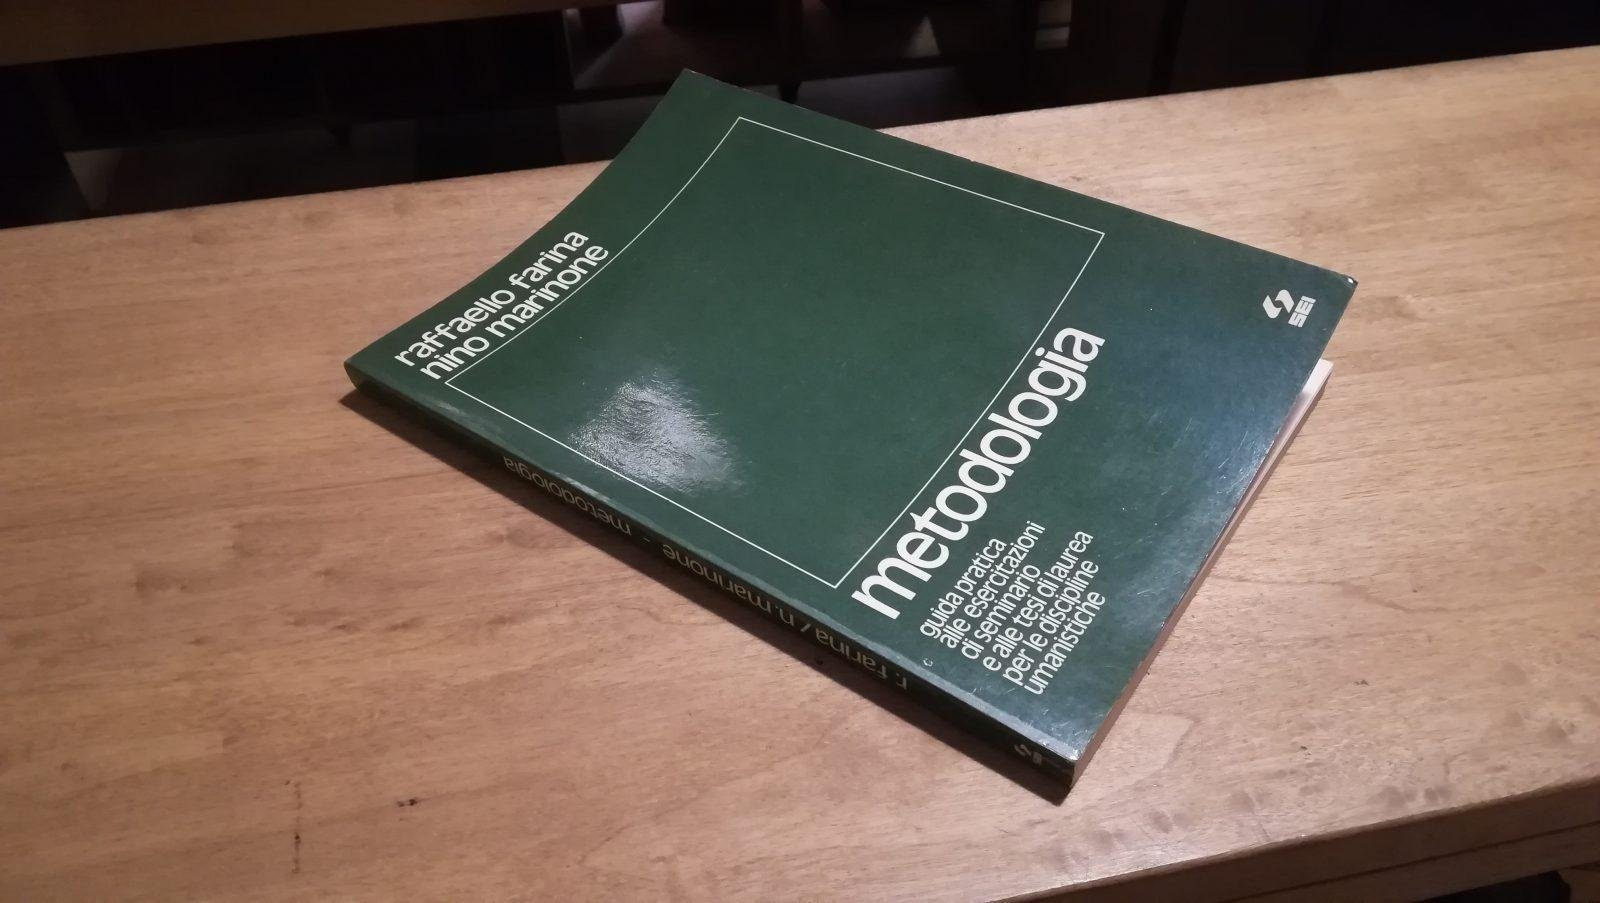 raffaello farina
nino marinone
metodologia
guida pratica
alle esercitazioni
di seminario
e alle tesi di laurea
per le discipline
umanistiche
SEI
r. farina / n. marinone - metodologia